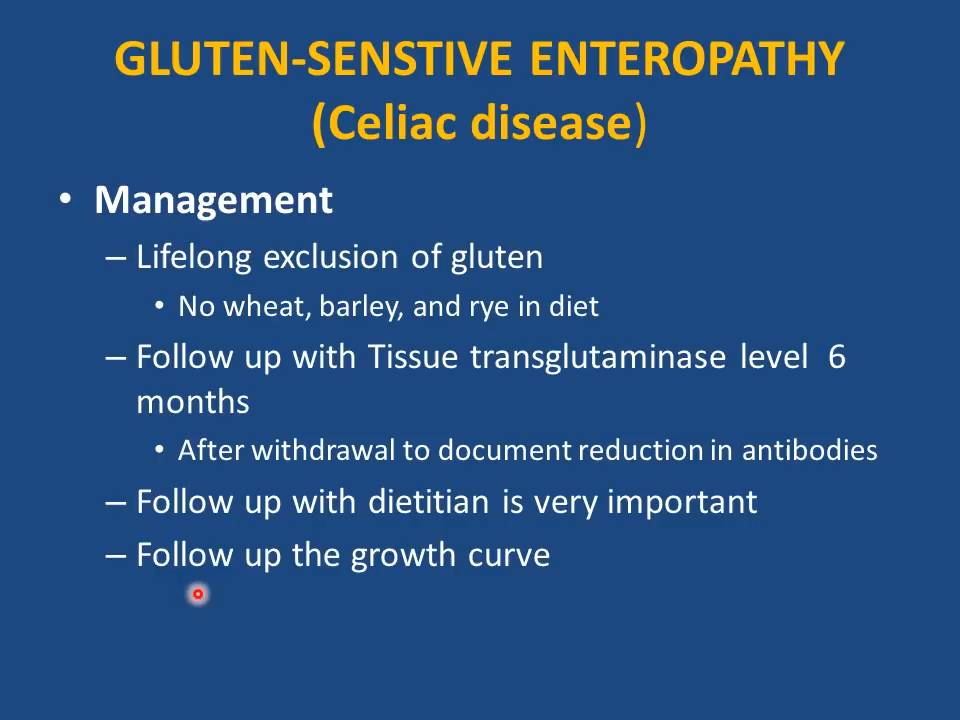 GLUTEN-SENSTIVE ENTEROPATHY
(Celiac disease)
• Management
– Lifelong exclusion of gluten
• No wheat, barley, and rye in diet
– Follow up with Tissue transglutaminase level  6
months
• After withdrawal to document reduction in antibodies
– Follow up with dietitian is very important
– Follow up the growth curve